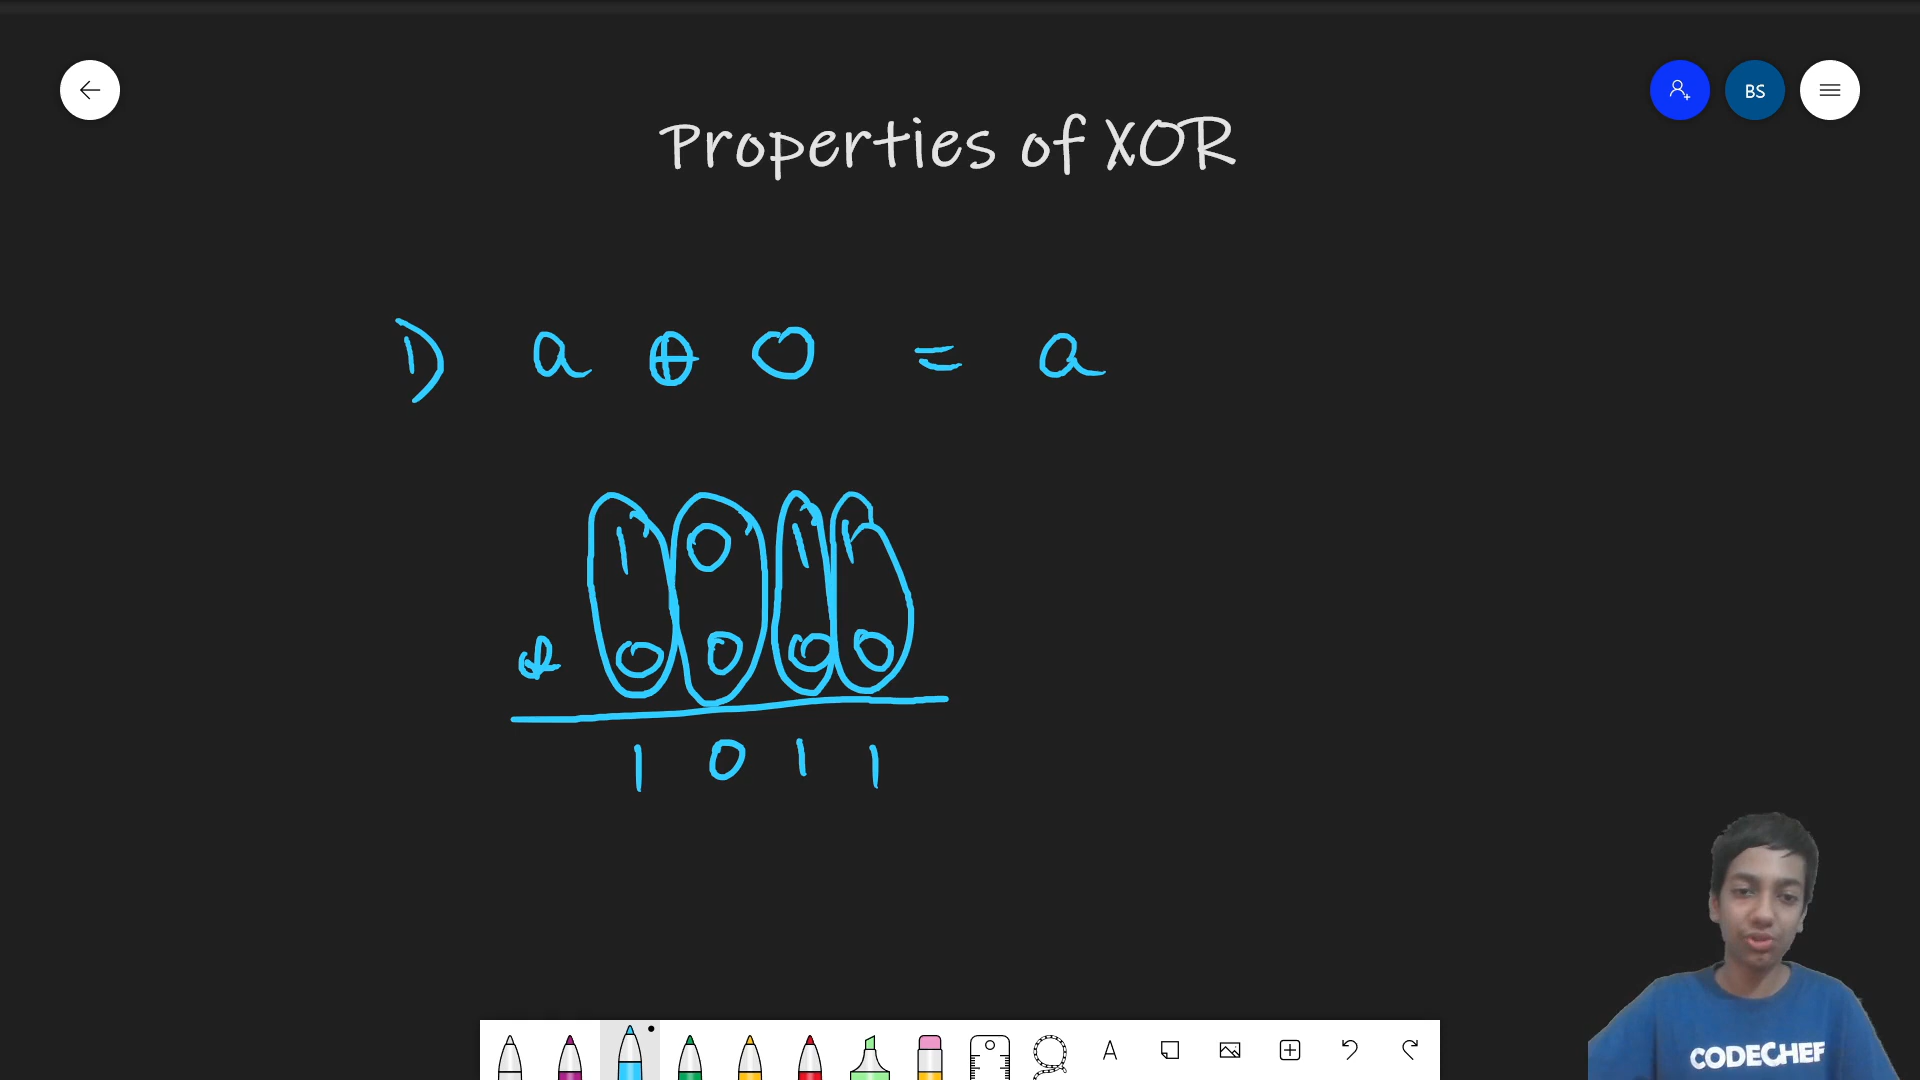 BS
Properties of XOR
1) a ⊕ 0 = a
1 0 1 1
⊕ 0 0 0 0
1 0 1 1
A
CODECHEF